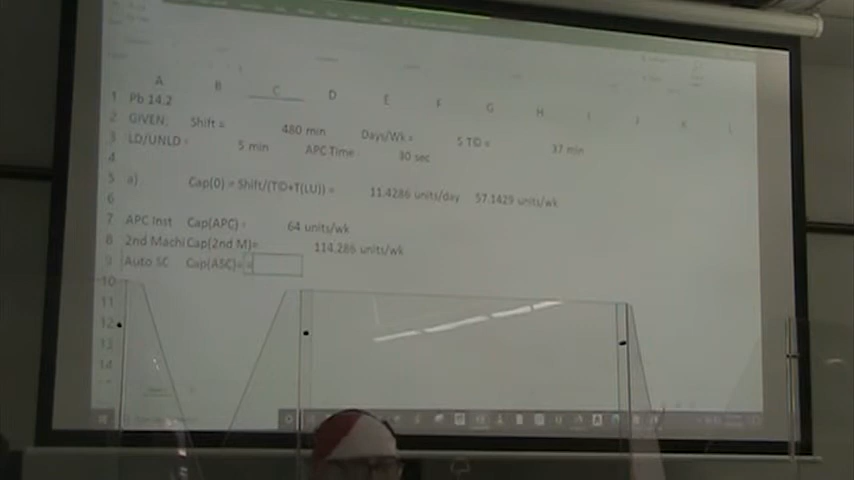 A B C D E F G H I J K L
1 Pb 14.2
2 GIVEN, Shift = 480 min Days/Wk = 5 T© = 37 min
3 LD/UNLD = 5 min APC Time 30 sec
4
5 a) Cap(0) = Shift/(T©+T(LU)) = 11.4286 units/day 57.1429 units/wk
6
7 APC Inst Cap(APC) = 64 units/wk
8 2nd Machi Cap(2nd M)= 114.286 units/wk
9 Auto SC Cap(ASC)= =
10
11
12
13
14